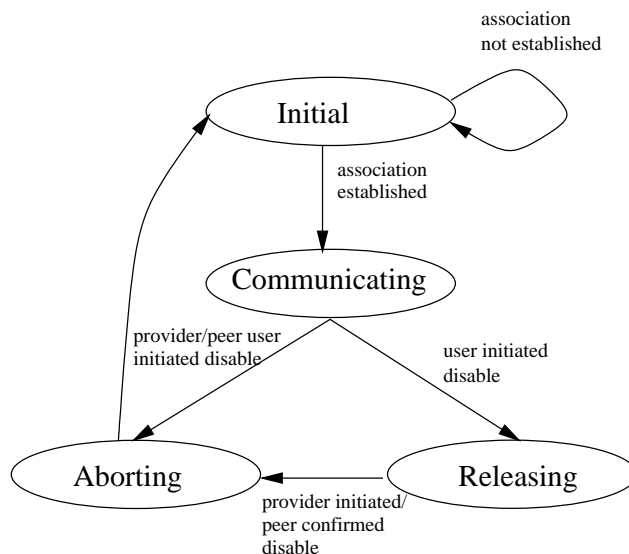 association
not established
Initial
association
established
Communicating
provider/peer user
initiated disable
user initiated
disable
Aborting
Releasing
provider initiated/
peer confirmed
disable